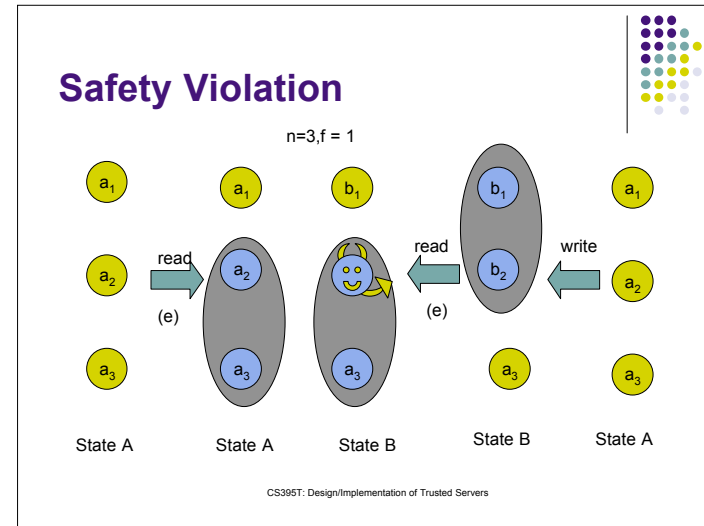 Safety Violation
n=3,f = 1
a1 a1 b1 b1 a1
read a2 read b2 write
a2 (e) (e) a2
a3 a3 a3 a3 a3
State A State A State B State B State A
CS395T: Design/Implementation of Trusted Servers